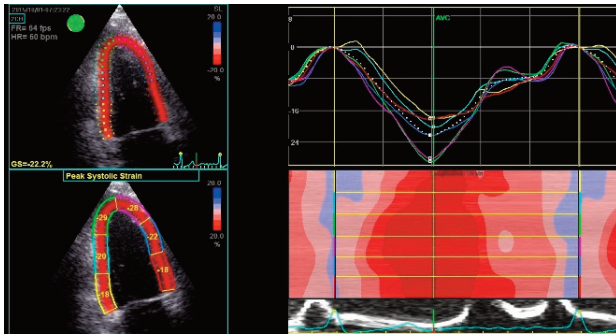 SL
2CH
FR= 64 fps
HR= 60 bpm
20.0
-20.0
%
GS=-22.2%
Peak Systolic Strain
20.0
-20.0
%
-28
-29
-22
20
-18
-18
AVC
8
0
-16
24